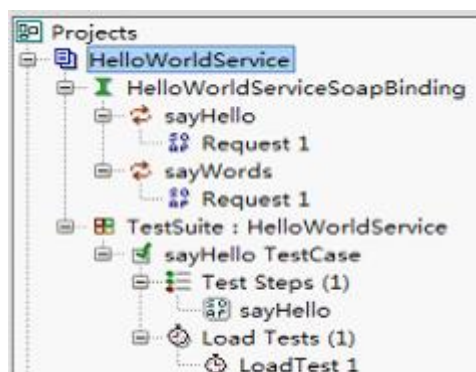 Projects
HelloWorldService
HelloWorldServiceSoapBinding
sayHello
Request 1
sayWords
Request 1
TestSuite : HelloWorldService
sayHello TestCase
Test Steps (1)
sayHello
Load Tests (1)
LoadTest 1